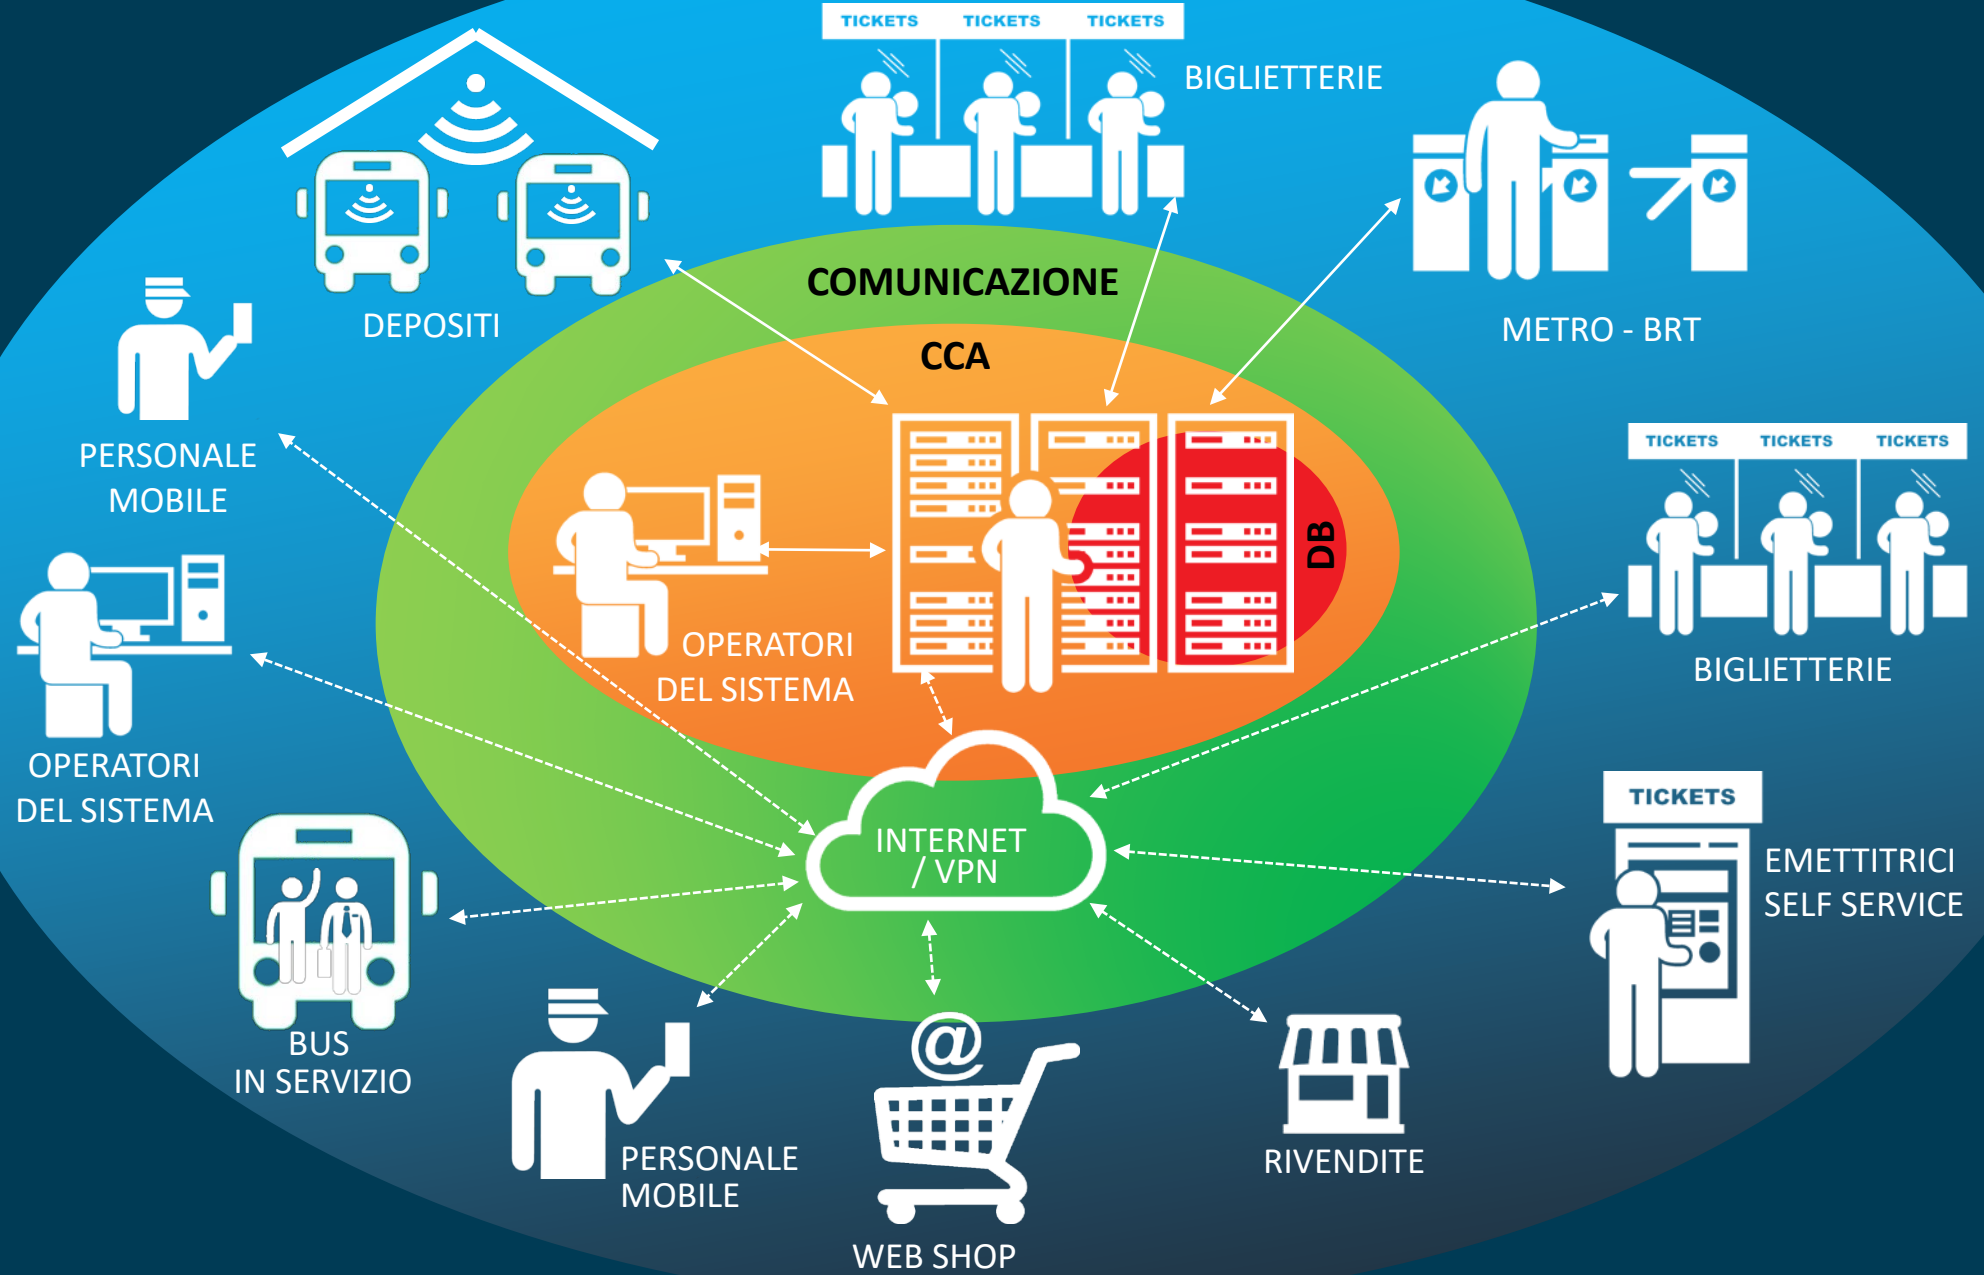 TICKETS TICKETS TICKETS
BIGLIETTERIE
COMUNICAZIONE
DEPOSITI
METRO - BRT
CCA
PERSONALE
MOBILE
TICKETS TICKETS TICKETS
DB
OPERATORI
DEL SISTEMA
BIGLIETTERIE
OPERATORI
DEL SISTEMA
TICKETS
INTERNET
/ VPN
EMETTITRICI
SELF SERVICE
BUS
IN SERVIZIO
@
PERSONALE
MOBILE
RIVENDITE
WEB SHOP